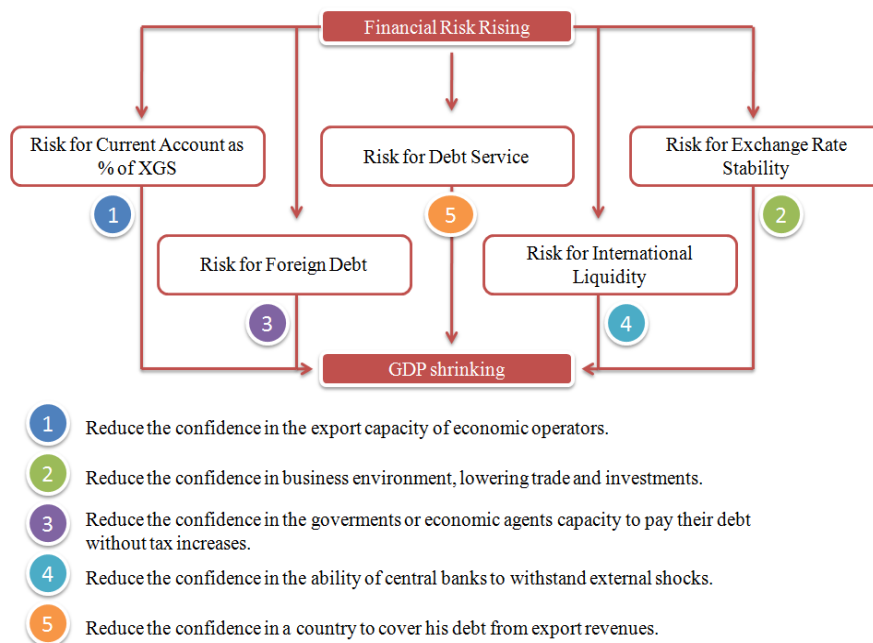 Financial Risk Rising
Risk for Current Account as
% of XGS
Risk for Debt Service
Risk for Exchange Rate
Stability
1
5
2
Risk for Foreign Debt
Risk for International
Liquidity
3
4
GDP shrinking
1 Reduce the confidence in the export capacity of economic operators.
2 Reduce the confidence in business environment, lowering trade and investments.
3 Reduce the confidence in the goverments or economic agents capacity to pay their debt
without tax increases.
4 Reduce the confidence in the ability of central banks to withstand external shocks.
5 Reduce the confidence in a country to cover his debt from export revenues.